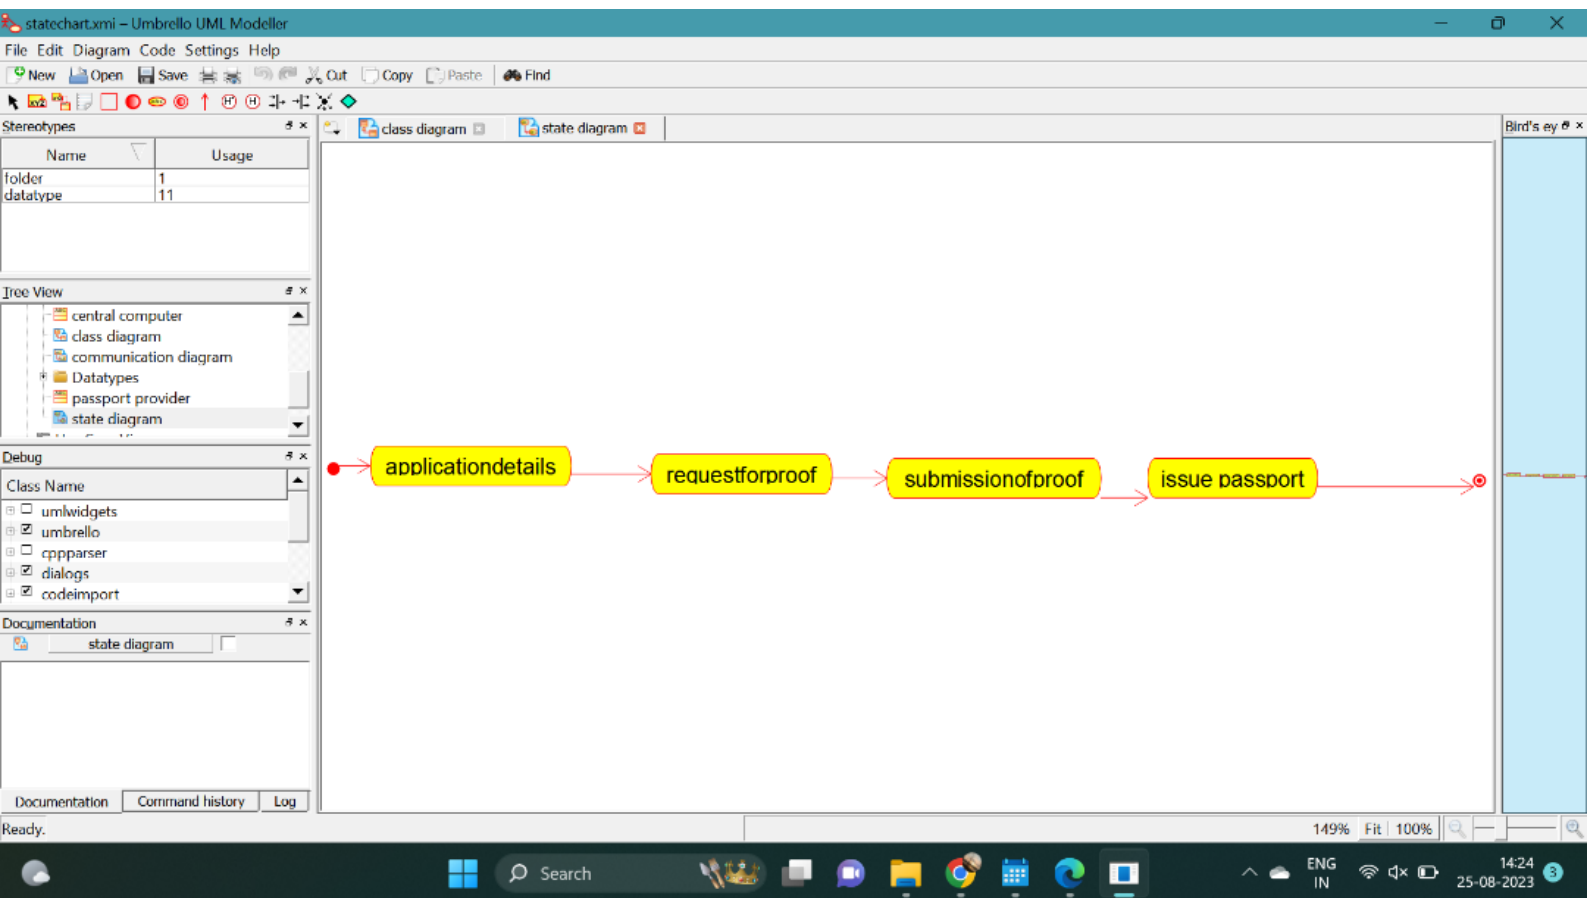 statechart.xmi – Umbrello UML Modeller
File Edit Diagram Code Settings Help
New Open Save Cut Copy Paste Find
Stereotypes
Name Usage
folder 1
datatype 11
Tree View
central computer
class diagram
communication diagram
Datatypes
passport provider
state diagram
Debug
Class Name
umlwidgets
umbrello
cppparser
dialogs
codeimport
Documentation
state diagram
Documentation Command history Log
Ready.
class diagram state diagram
applicationdetails
requestforproof
submissionofproof
issue passport
Bird's ey
149% Fit 100%
Search
ENG
IN
14:24
25-08-2023
3